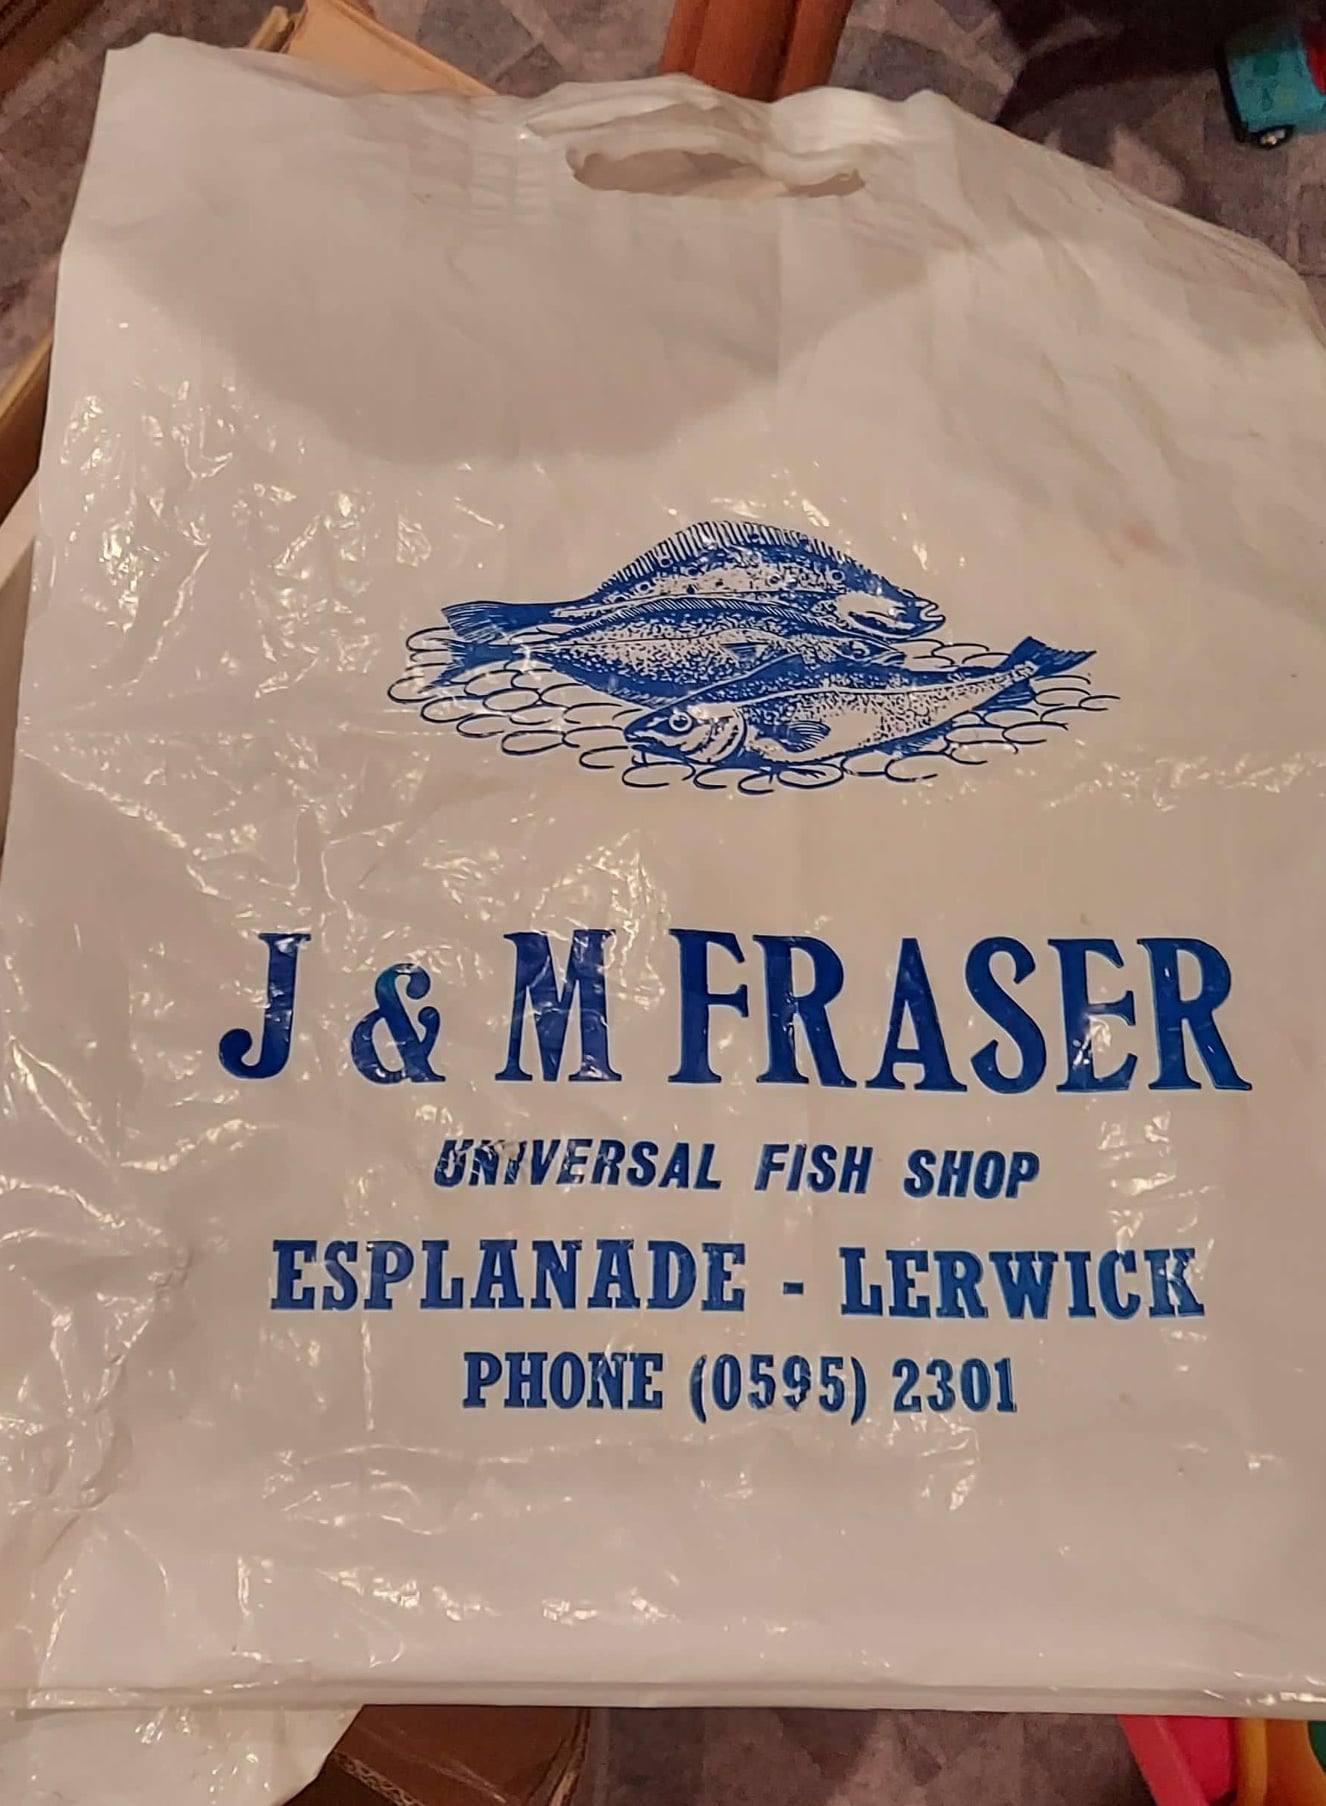 J & M FRASER
UNIVERSAL FISH SHOP
ESPLANADE - LERWICK
PHONE (0595) 2301